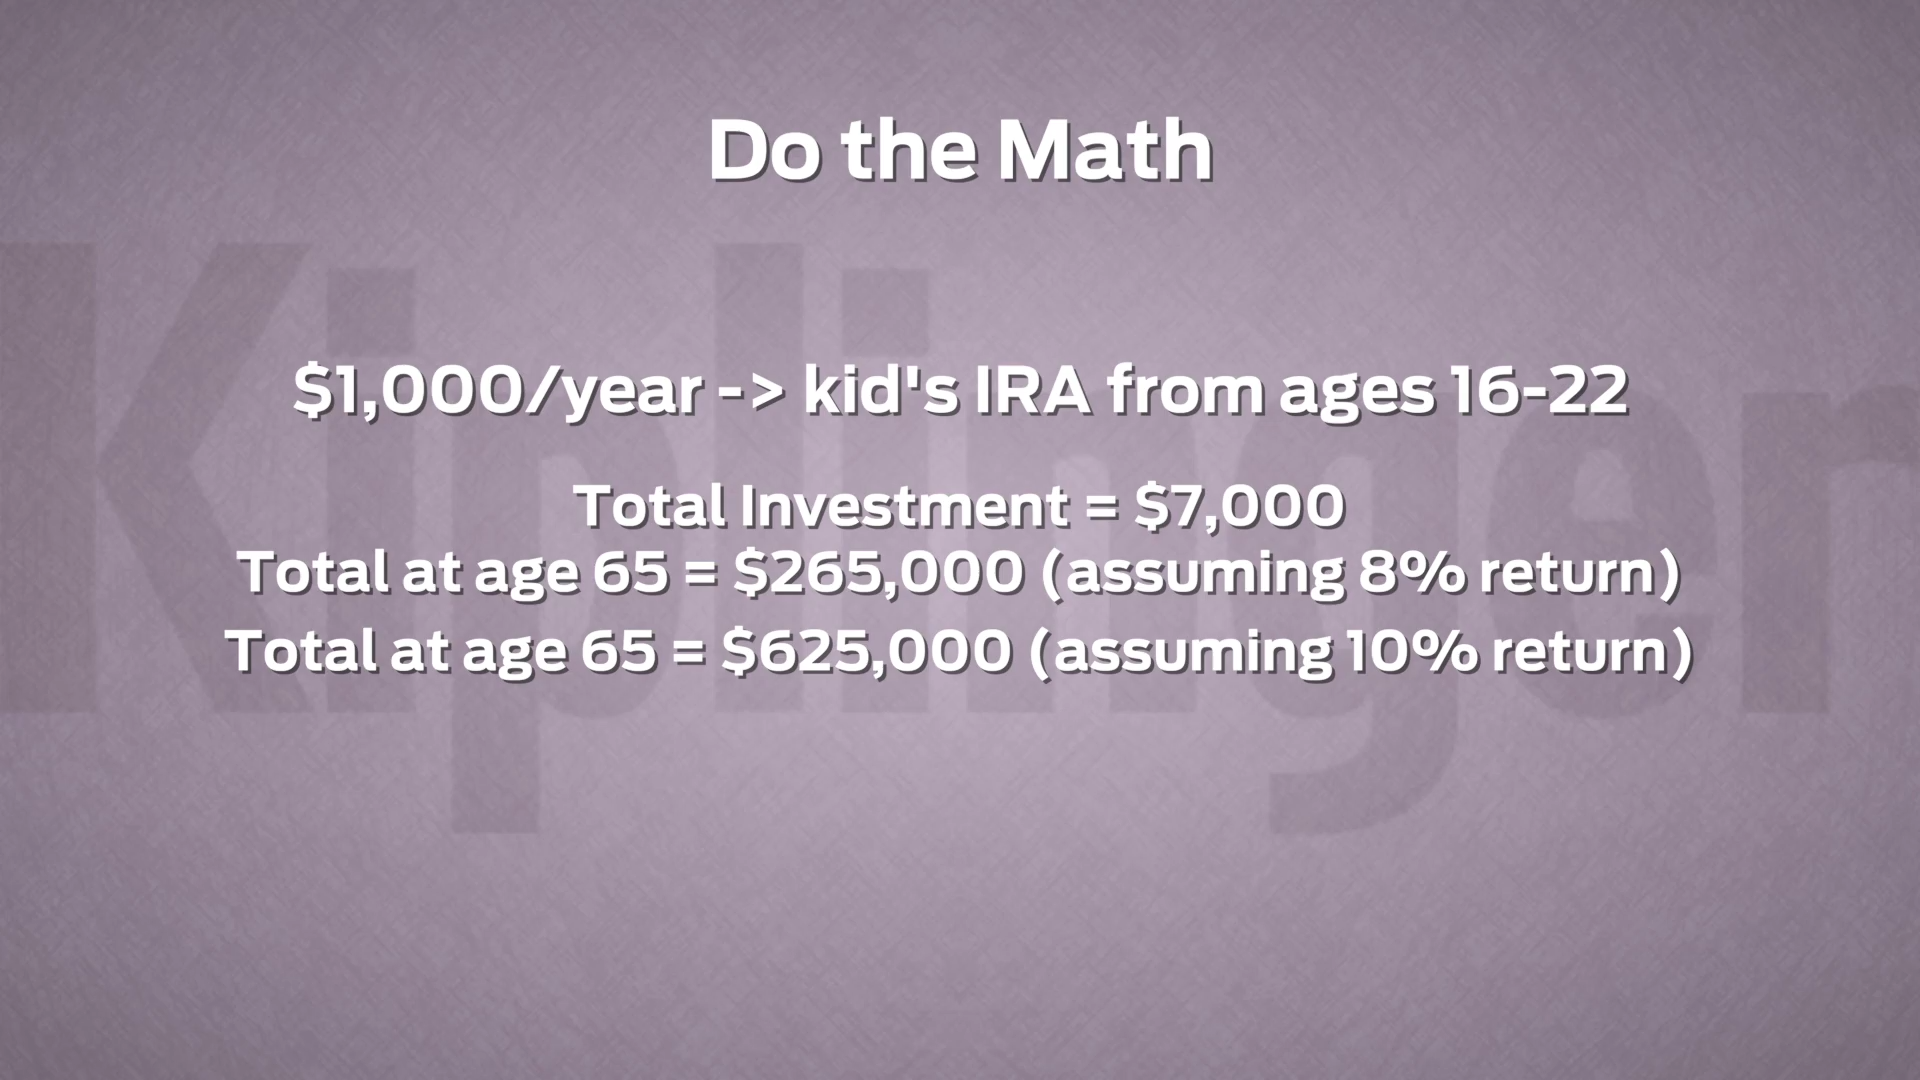 Do the Math
$1,000/year -> kid's IRA from ages 16-22
Total Investment = $7,000
Total at age 65 = $265,000 (assuming 8% return)
Total at age 65 = $625,000 (assuming 10% return)
Kiplinger